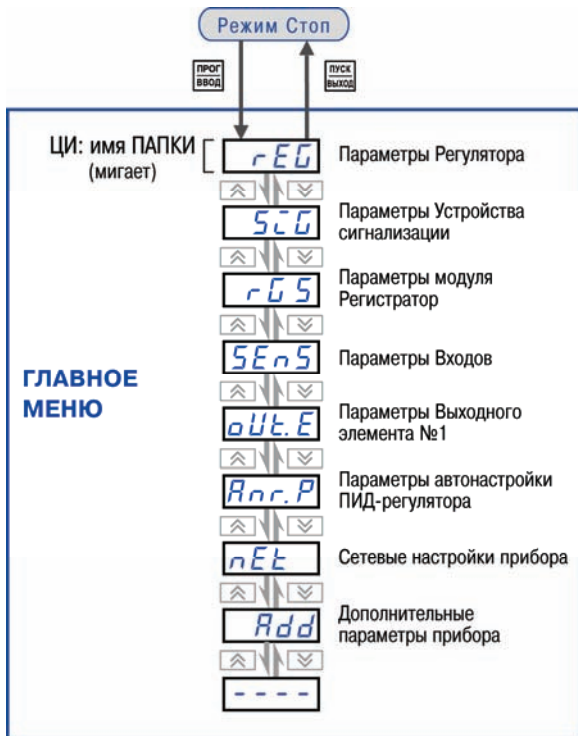 Режим Стоп
ПРОГ
ВВОД
ПУСК
ВЫХОД
ЦИ: имя ПАПКИ
(мигает)
rEG
Параметры Регулятора
SiG
Параметры Устройства
сигнализации
rGS
Параметры модуля
Регистратор
SEnS
Параметры Входов
ГЛАВНОЕ
МЕНЮ
oUt.E
Параметры Выходного
элемента №1
Anr.P
Параметры автонастройки
ПИД-регулятора
nEt
Сетевые настройки прибора
Add
Дополнительные
параметры прибора
----